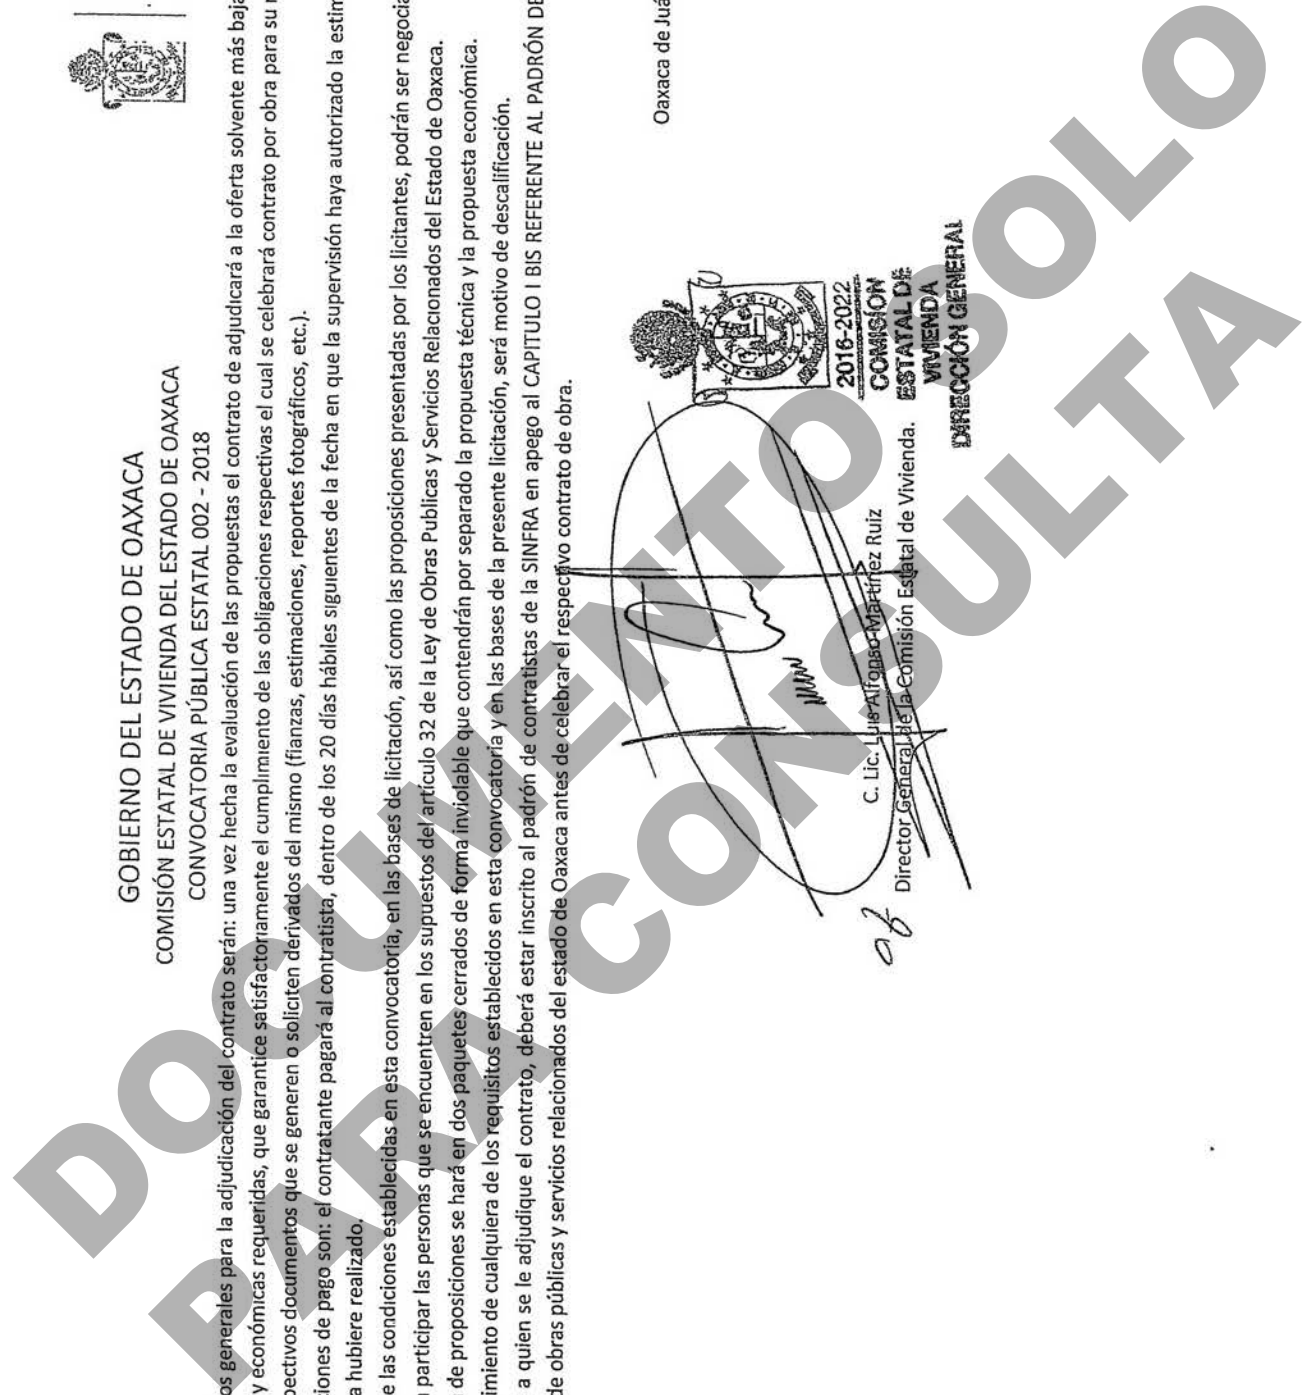 GOBIERNO DEL ESTADO DE OAXACA
COMISIÓN ESTATAL DE VIVIENDA DEL ESTADO DE OAXACA
CONVOCATORIA PÚBLICA ESTATAL 002 - 2018
os generales para la adjudicación del contrato serán: una vez hecha la evaluación de las propuestas el contrato de adjudicará a la oferta solvente más baja
y económicas requeridas, que garantice satisfactoriamente el cumplimiento de las obligaciones respectivas el cual se celebrará contrato por obra para su
pectivos documentos que se generen o soliciten derivados del mismo (fianzas, estimaciones, reportes fotográficos, etc.).
iones de pago son: el contratante pagará al contratista, dentro de los 20 días hábiles siguientes de la fecha en que la supervisión haya autorizado la estim
a hubiere realizado.
e las condiciones establecidas en esta convocatoria, en las bases de licitación, así como las proposiciones presentadas por los licitantes, podrán ser negocia
participar las personas que se encuentren en los supuestos del artículo 32 de la Ley de Obras Publicas y Servicios Relacionados del Estado de Oaxaca.
de proposiciones se hará en dos paquetes cerrados de forma inviolable que contendrán por separado la propuesta técnica y la propuesta económica.
imiento de cualquiera de los requisitos establecidos en esta convocatoria y en las bases de la presente licitación, será motivo de descalificación.
a quien se le adjudique el contrato, deberá estar inscrito al padrón de contratistas de la SINFRA en apego al CAPITULO I BIS REFERENTE AL PADRÓN DE
de obras públicas y servicios relacionados del estado de Oaxaca antes de celebrar el respectivo contrato de obra.
Oaxaca de Juá
C. Lic. Luis Alfonso Martínez Ruiz
Director General de la Comisión Estatal de Vivienda.
2016-2022
COMISIÓN
ESTATAL DE
VIVIENDA
DIRECCIÓN GENERAL
DOCUMENTO SOLO
PARA CONSULTA